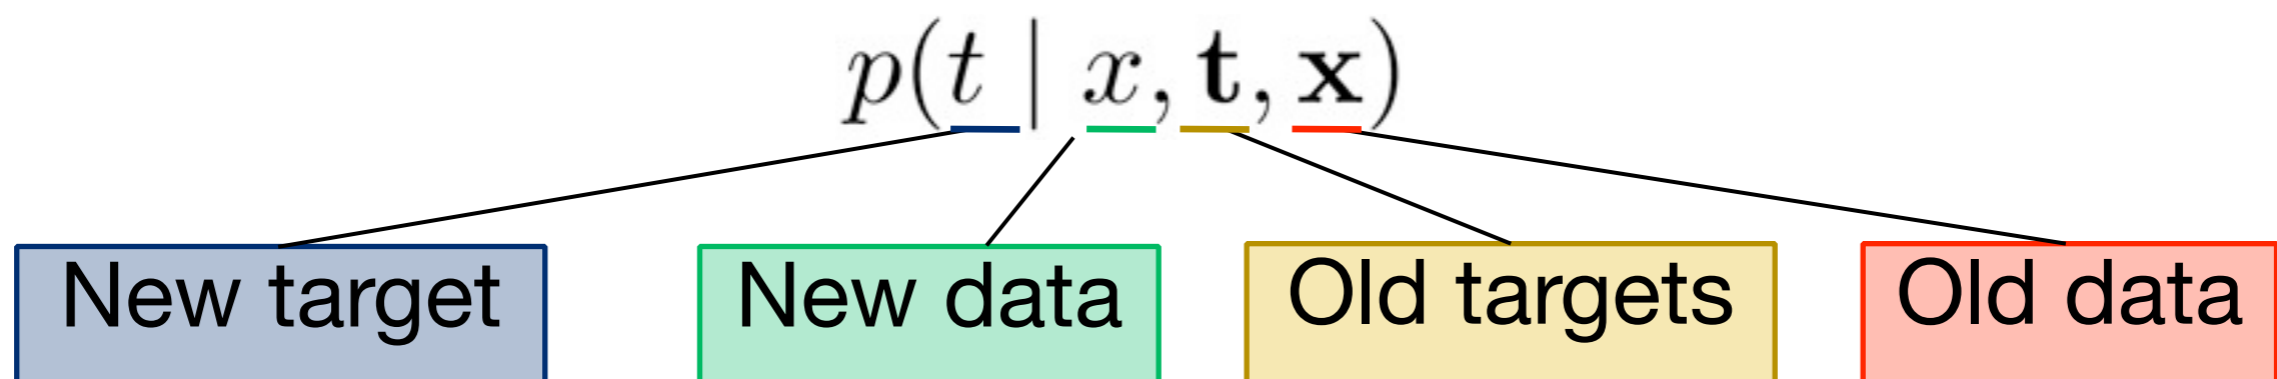 p(t | x, t, x)
New target
New data
Old targets
Old data